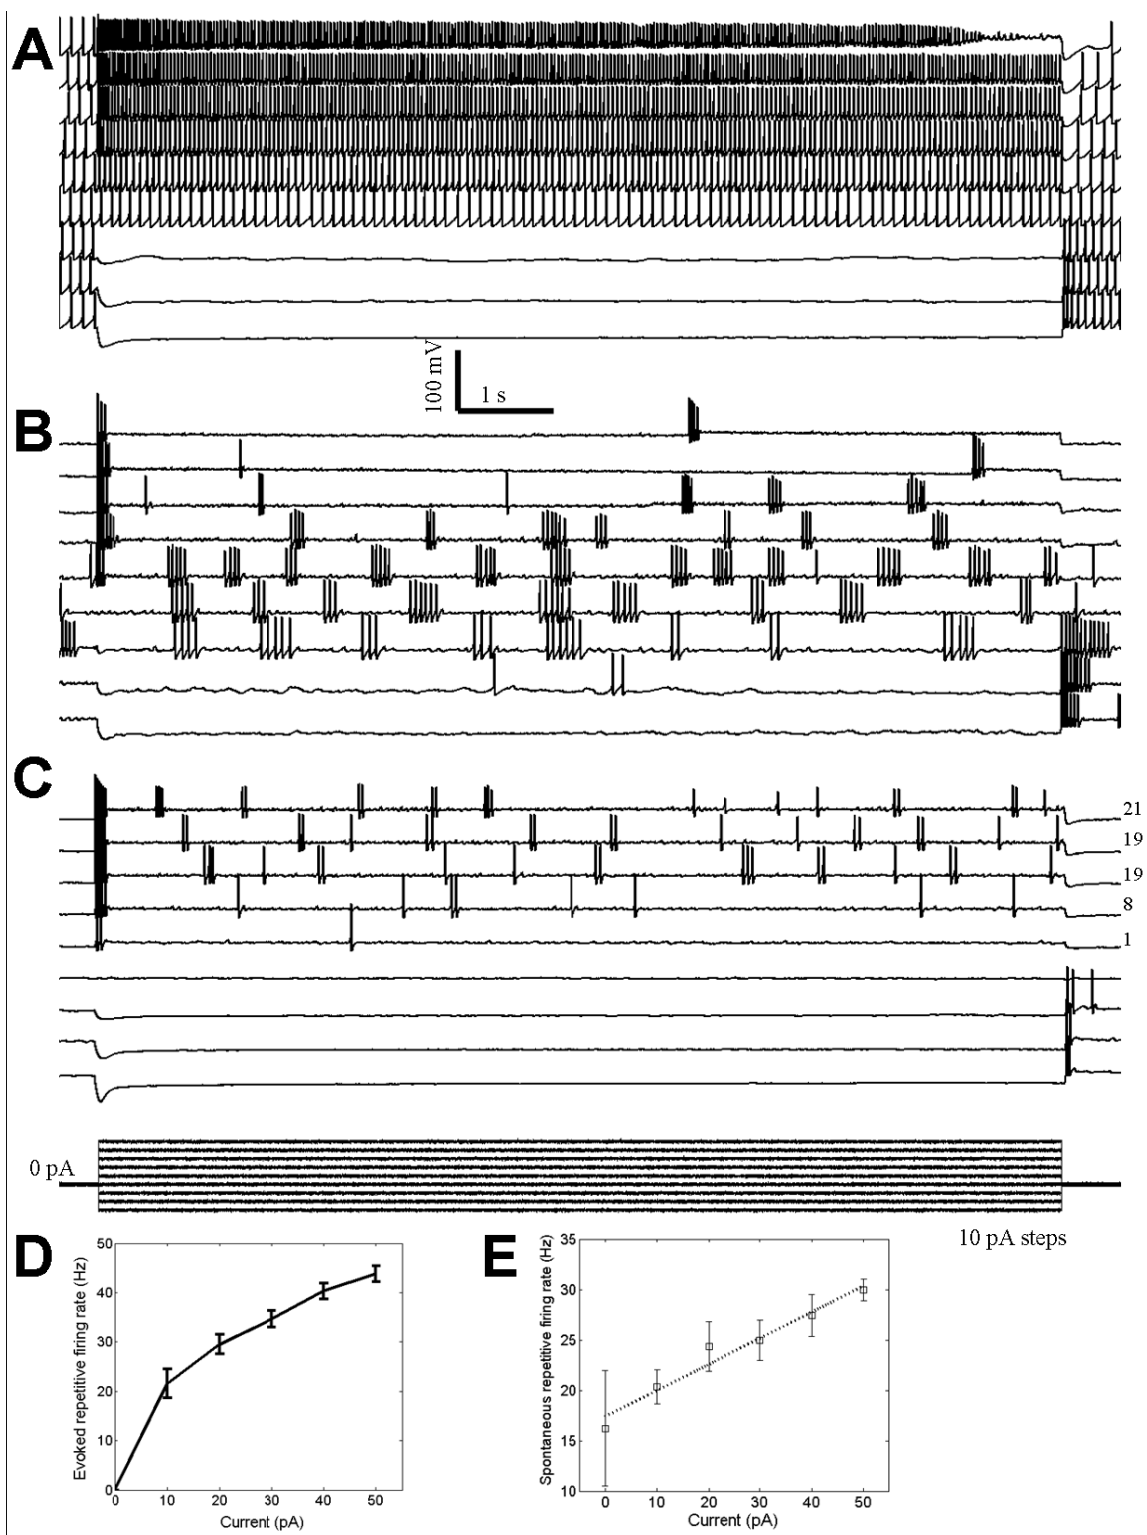 A
100 mV
1 s
B
C
21
19
19
8
1
0 pA
10 pA steps
D
E
Evoked repetitive firing rate (Hz)
50
40
30
20
10
0
0 10 20 30 40 50
Current (pA)
Spontaneous repetitive firing rate (Hz)
35
30
25
20
15
10
0 10 20 30 40 50
Current (pA)